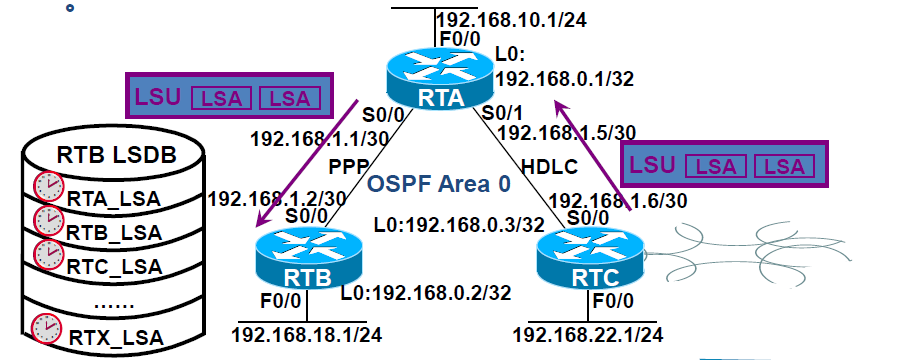 192.168.10.1/24
F0/0
L0:
192.168.0.1/32
RTA
LSU LSA LSA
S0/0
S0/1
192.168.1.1/30
192.168.1.5/30
RTB LSDB
PPP
HDLC
LSU LSA LSA
OSPF Area 0
RTA_LSA
192.168.1.2/30
192.168.1.6/30
S0/0
L0:192.168.0.3/32
S0/0
RTB_LSA
RTC_LSA
RTB
RTC
L0:192.168.0.2/32
F0/0
F0/0
......
RTX_LSA
192.168.18.1/24
192.168.22.1/24